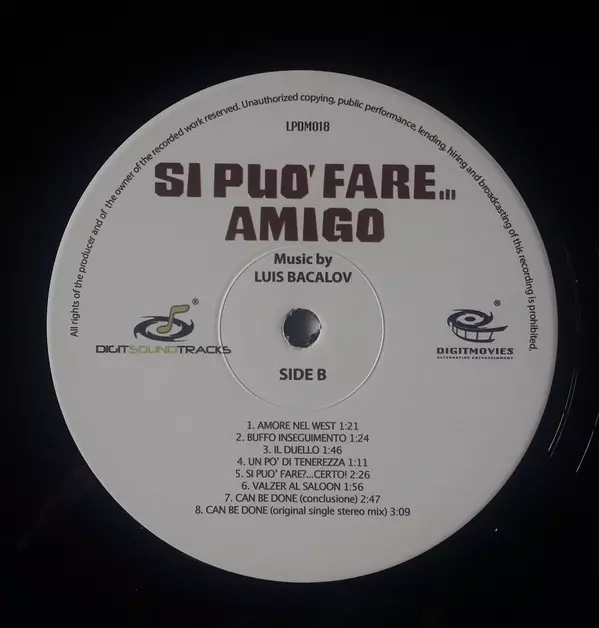 All rights of the producer and of the owner of the recorded work reserved. Unauthorized copying, public performance, lending, hiring and broadcasting of this recording is prohibited.
LPDM018
SI PUO' FARE...
AMIGO
Music by
LUIS BACALOV
®
DIGITSOUNDTRACKS
®
DIGITMOVIES
ALTERNATIVE ENTERTAINMENT
SIDE B
1. AMORE NEL WEST 1:21
2. BUFFO INSEGUIMENTO 1:24
3. IL DUELLO 1:46
4. UN PO' DI TENEREZZA 1:11
5. SI PUO' FARE?...CERTO! 2:26
6. VALZER AL SALOON 1:56
7. CAN BE DONE (conclusione) 2:47
8. CAN BE DONE (original single stereo mix) 3:09